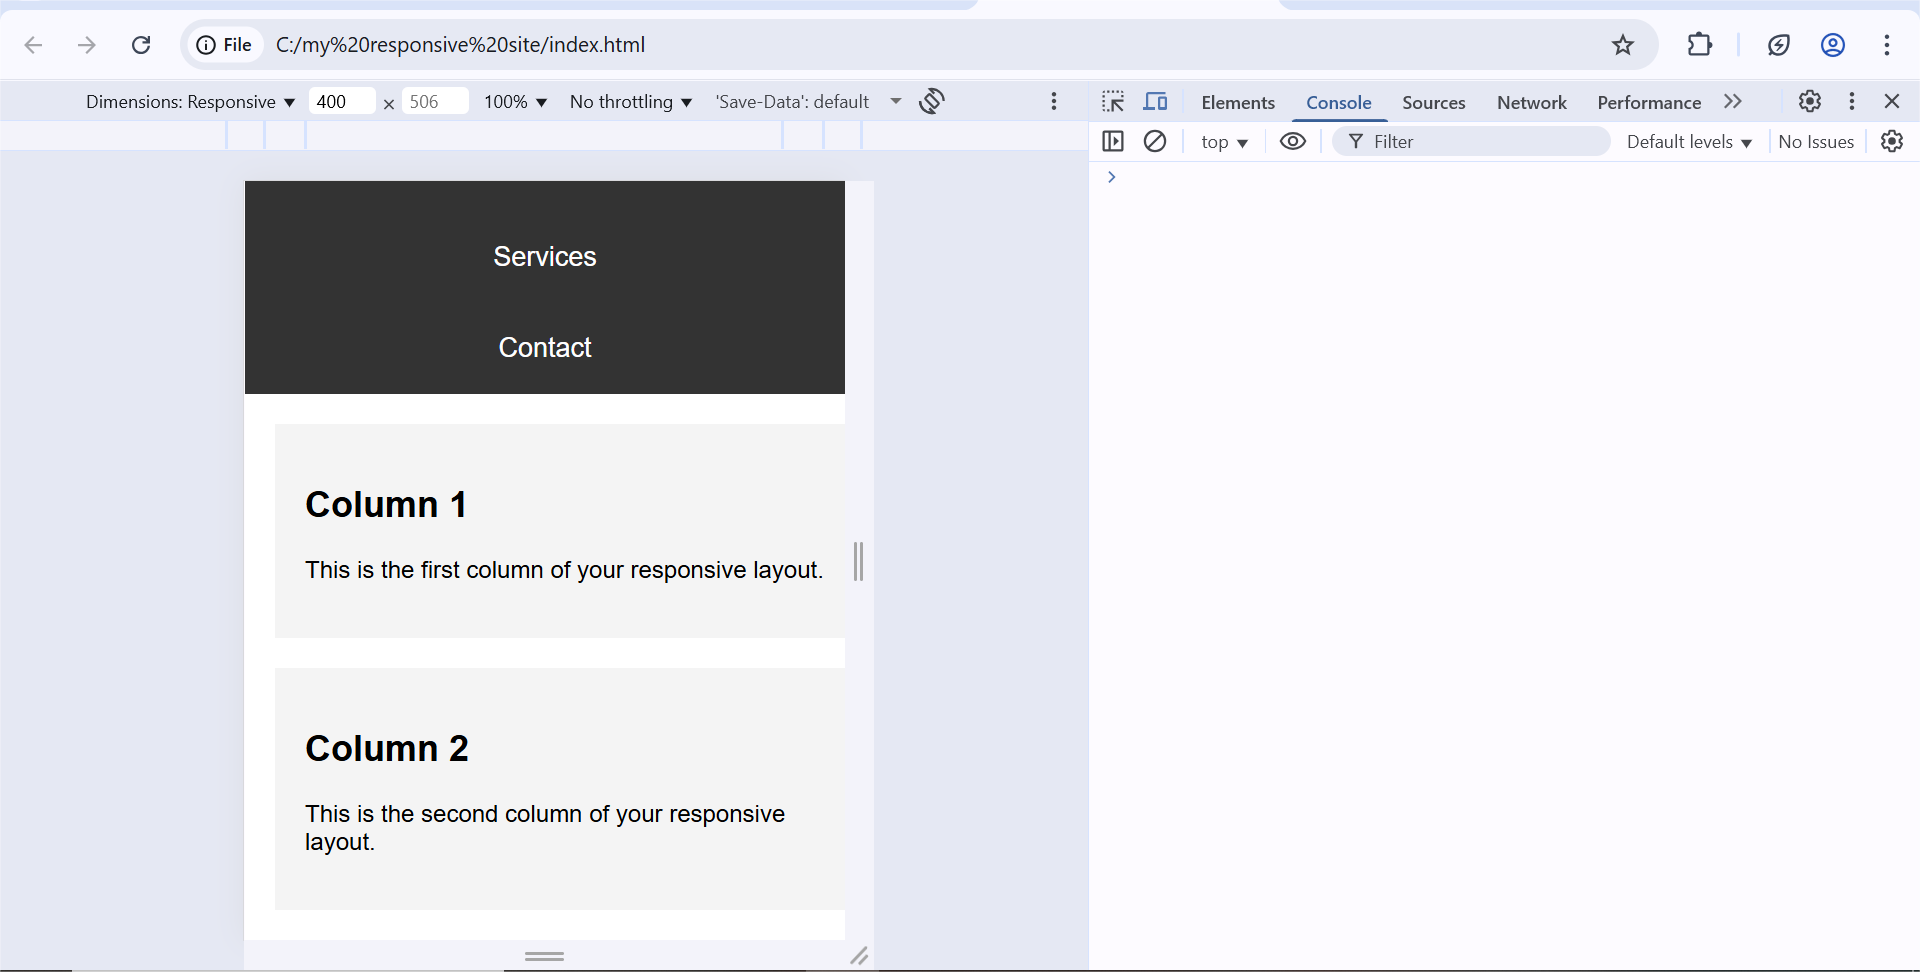 File C:/my%20responsive%20site/index.html
Dimensions: Responsive 400 × 506 100% No throttling 'Save-Data': default
Elements Console Sources Network Performance
top Filter Default levels No Issues
Services
Contact
Column 1
This is the first column of your responsive layout.
Column 2
This is the second column of your responsive
layout.